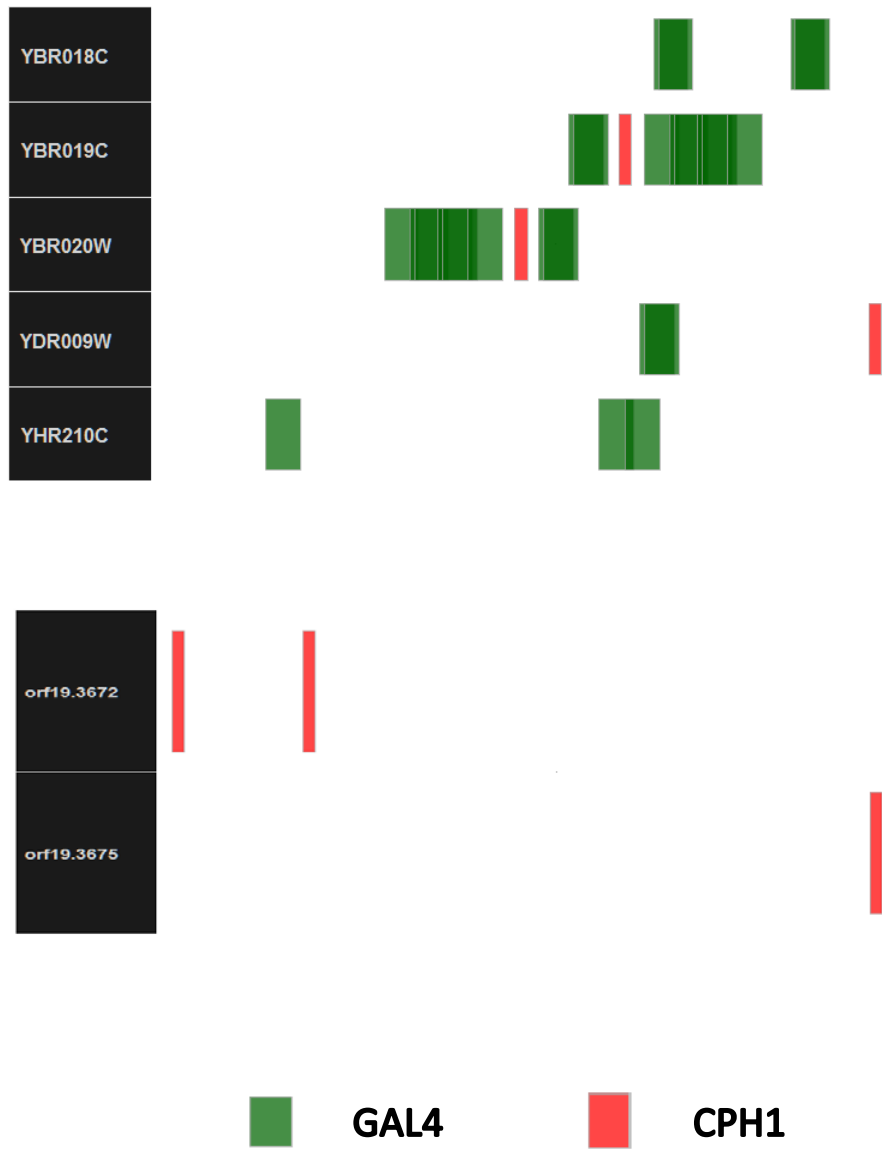 YBR018C
YBR019C
YBR020W
YDR009W
YHR210C
orf19.3672
orf19.3675
GAL4 CPH1